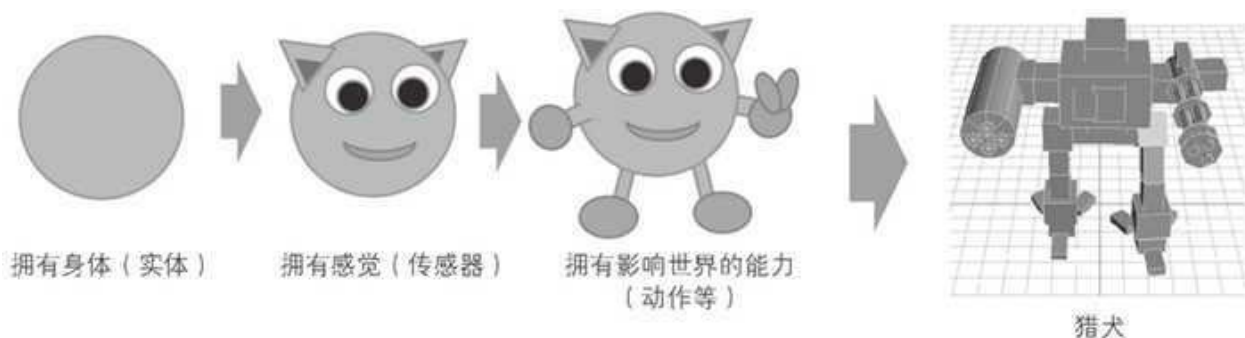 拥有身体（实体）
拥有感觉（传感器）
拥有影响世界的能力
（动作等）
猎犬